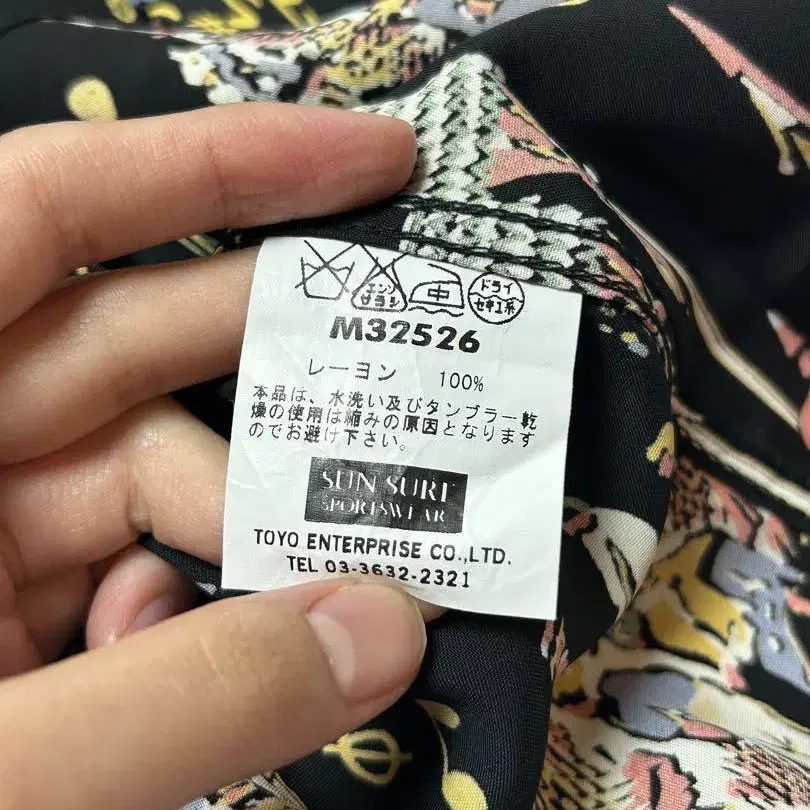 エンソ サラシ
中
ドライ
セキユ系
M32526
レーヨン 100%
本品は、水洗い及びタンブラー乾
燥の使用は縮みの原因となります
のでお避け下さい。
SUN SURF
SPORTSWEAR
TOYO ENTERPRISE CO.,LTD.
TEL 03-3632-2321